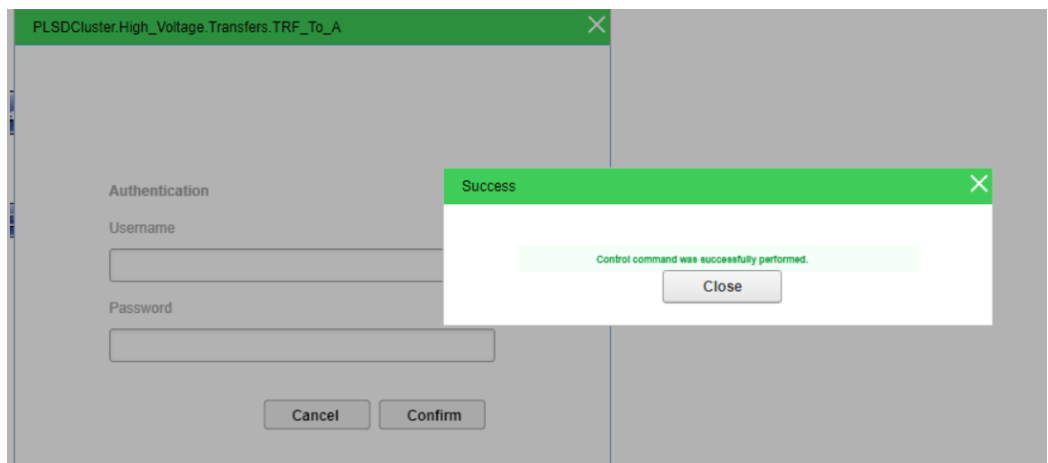 PLSDCluster.High_Voltage.Transfers.TRF_To_A
Authentication
Username
Password
Cancel
Confirm
Success
Control command was successfully performed.
Close